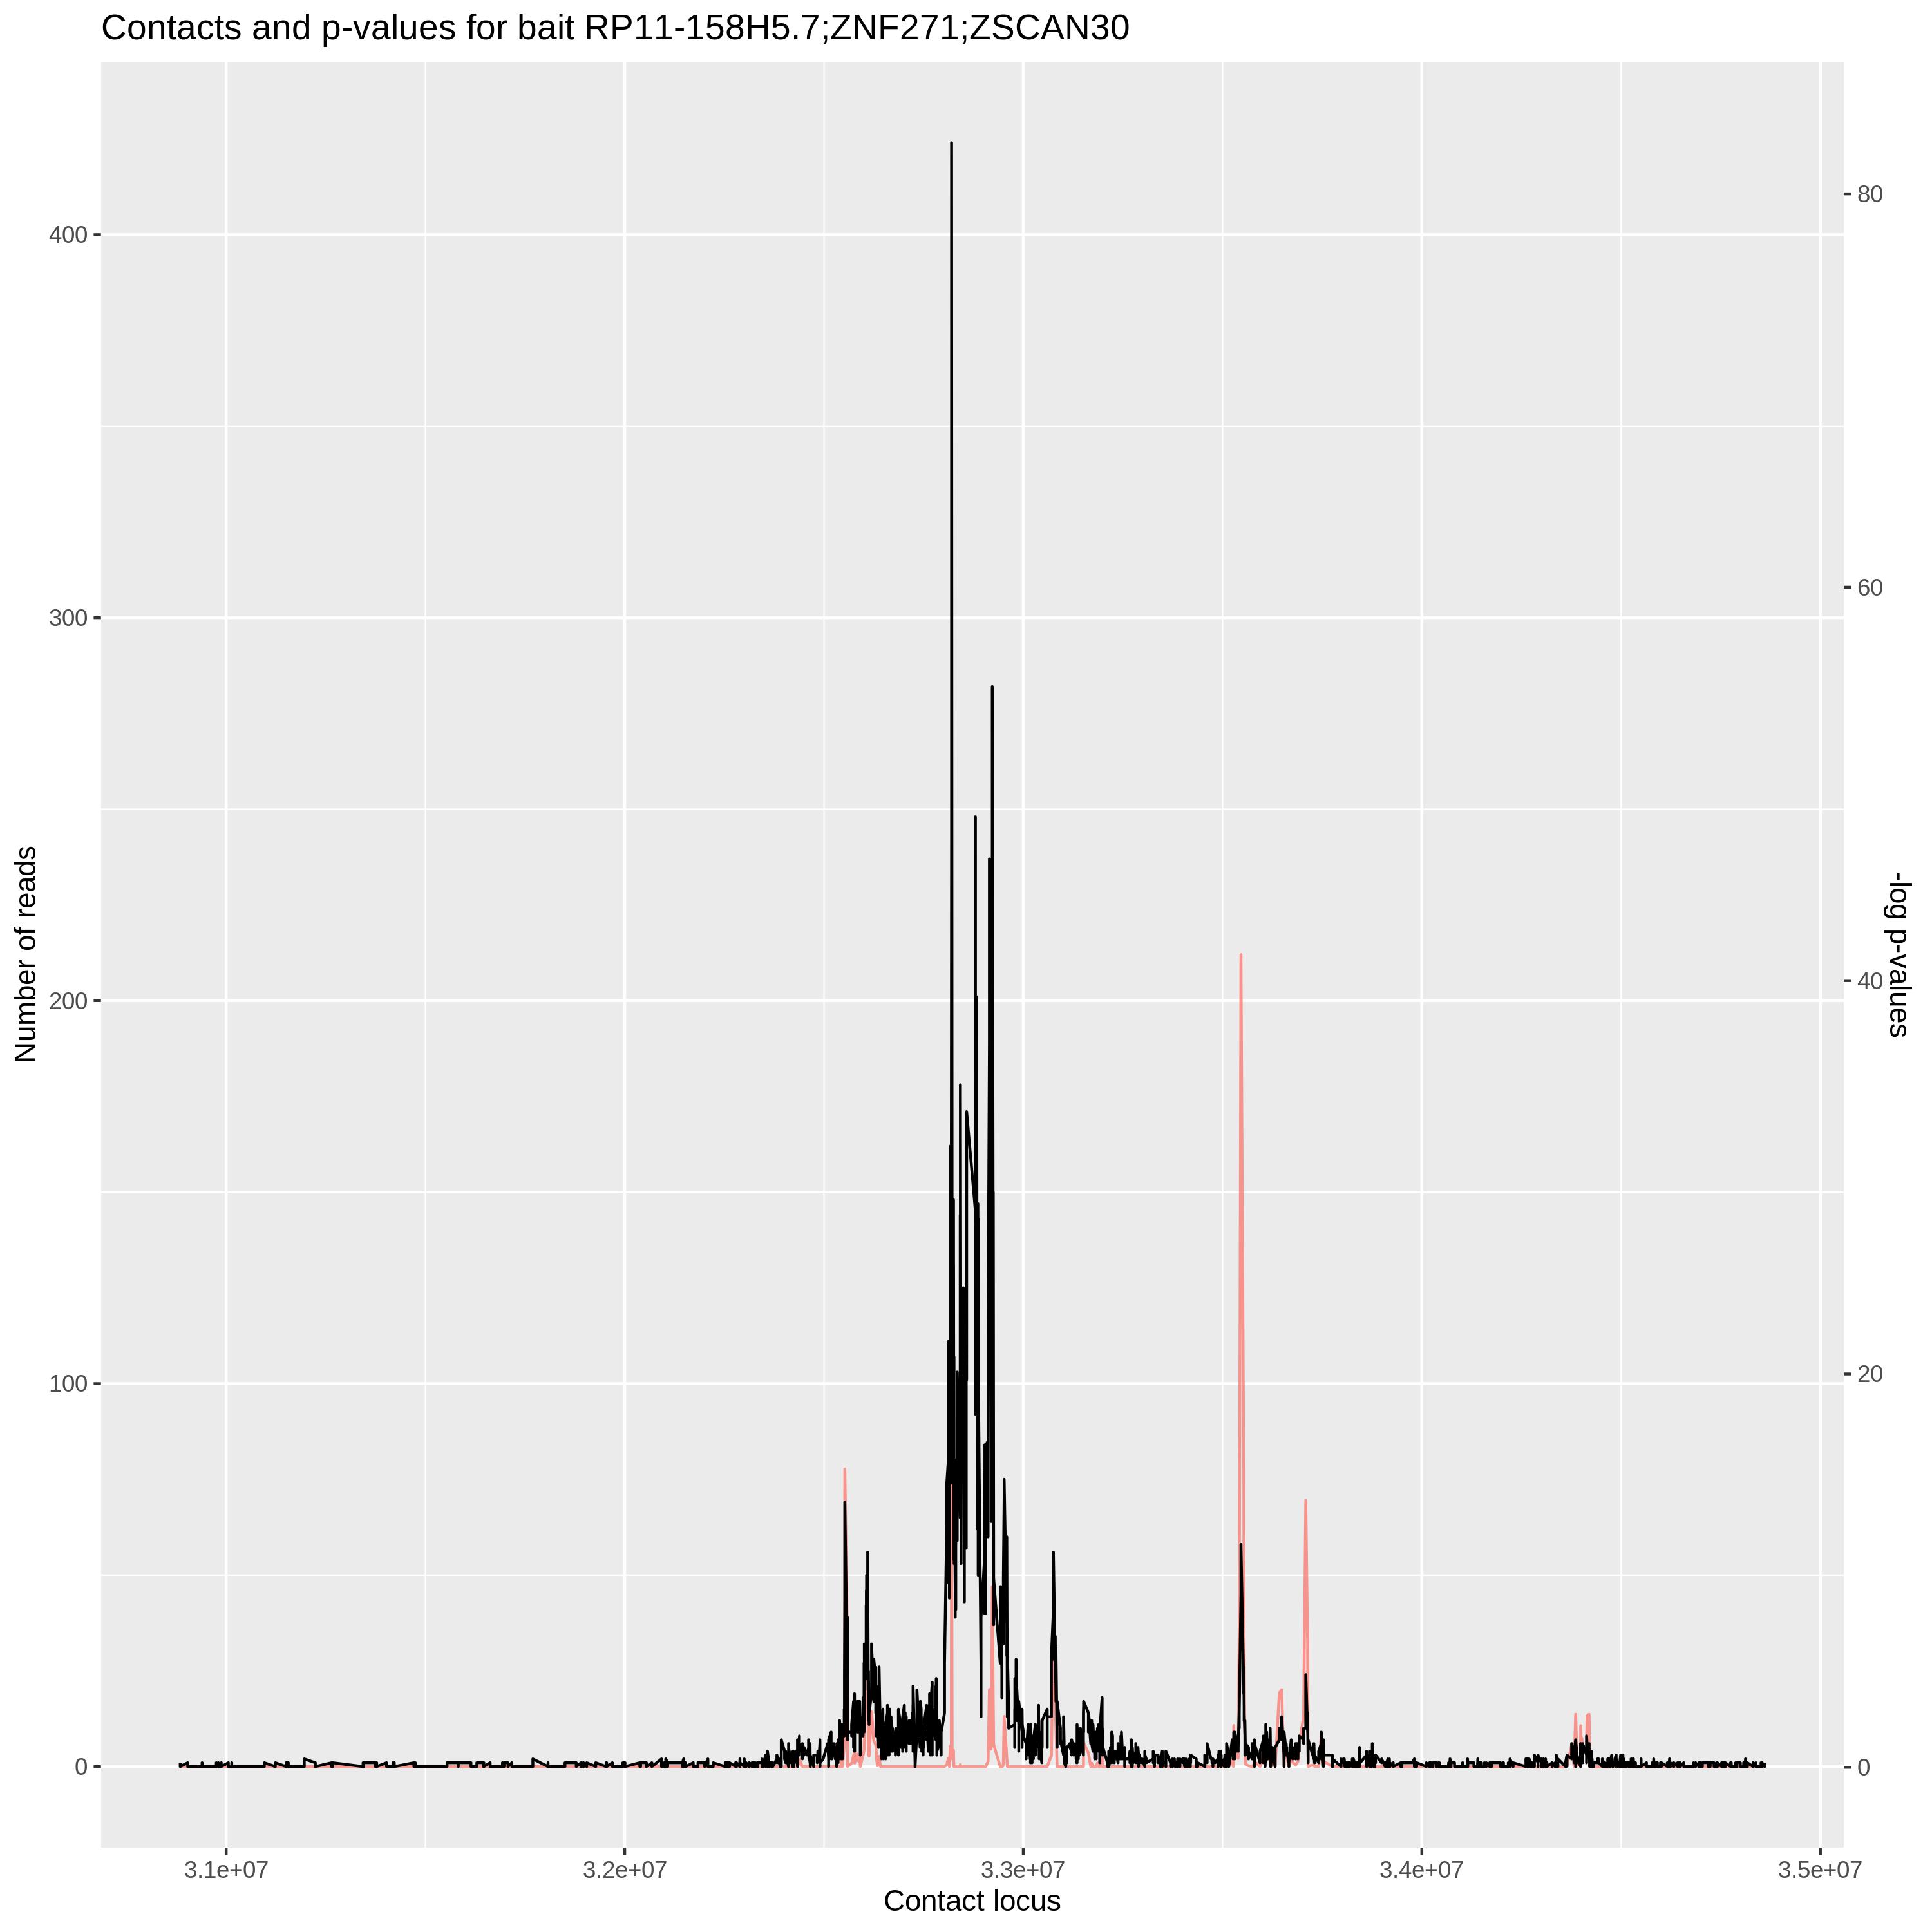 Contacts and p-values for bait RP11-158H5.7;ZNF271;ZSCAN30
400
300
200
100
0
Number of reads
80
60
40
20
0
-log p-values
3.1e+07
3.2e+07
3.3e+07
3.4e+07
3.5e+07
Contact locus